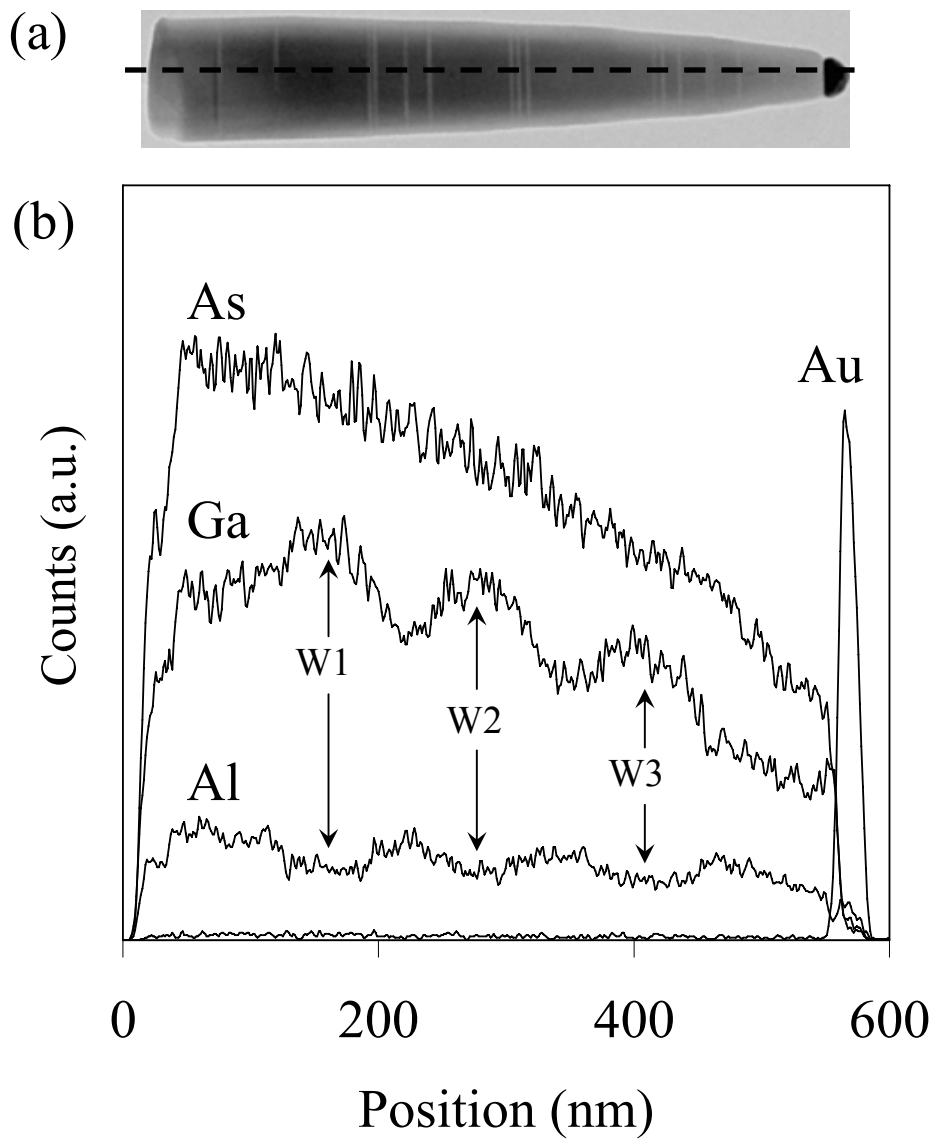 (a)
(b)
As
Au
Ga
W1
W2
W3
Al
Counts (a.u.)
0 200 400 600
Position (nm)